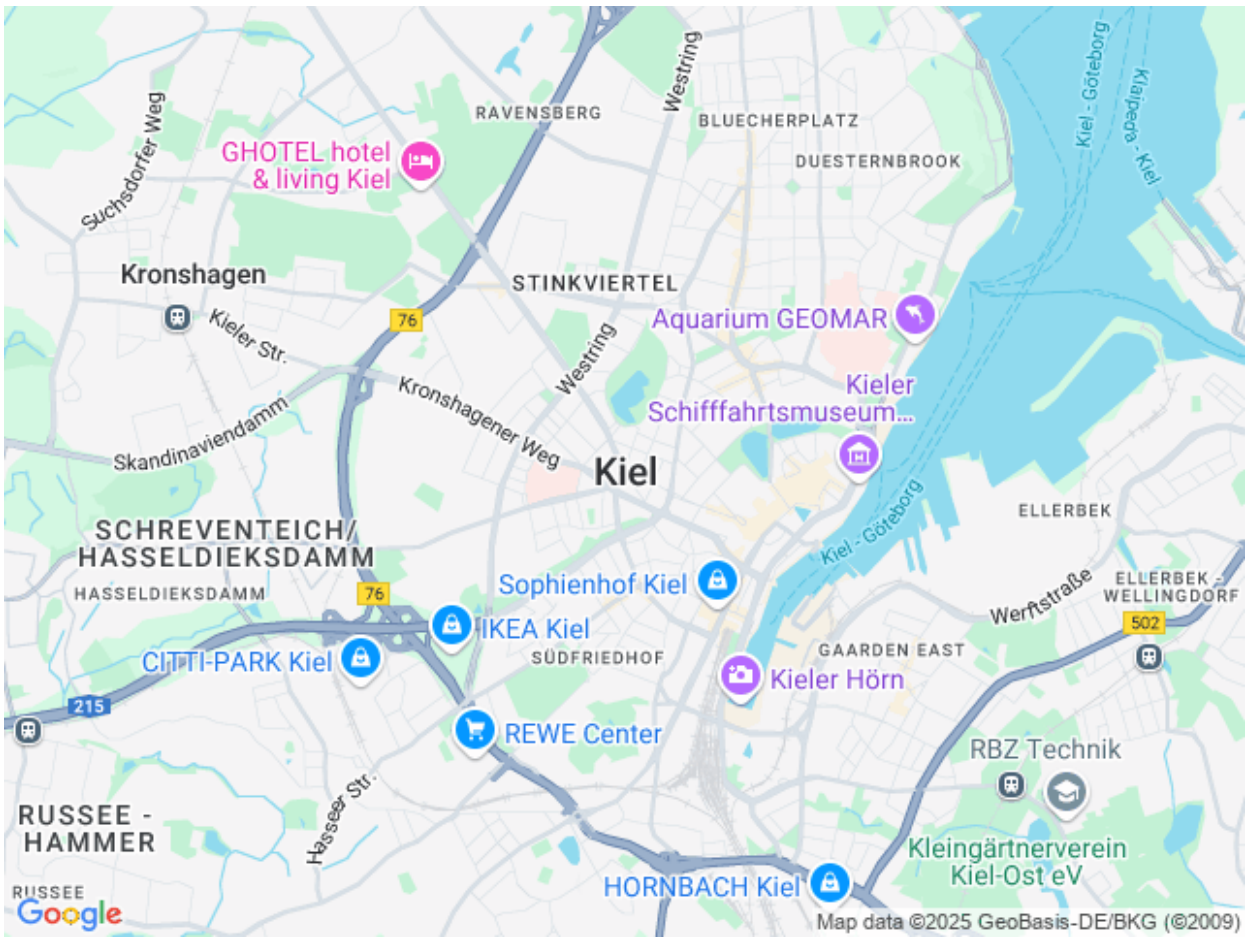 Westring
RAVENSBERG
BLUECHERPLATZ
DUESTERNBROOK
Kiel - Göteborg
Klaipeda - Kiel
Suchsdorfer Weg
GHOTEL hotel
& living Kiel
Kronshagen
STINKVIERTEL
Kieler Str.
76
Aquarium GEOMAR
Westring
Kronshagener Weg
Kieler
Schifffahrtsmuseum...
Skandinaviendamm
Kiel
Kiel - Göteborg
ELLERBEK
SCHREVENTEICH/
HASSELDIEKSDAMM
HASSELDIEKSDAMM
76
Sophienhof Kiel
Werftstraße
ELLERBEK -
WELLINGDORF
502
IKEA Kiel
CITTI-PARK Kiel
SÜDFRIEDHOF
GAARDEN EAST
Kieler Hörn
215
REWE Center
RBZ Technik
Hasseer Str.
RUSSEE -
HAMMER
Kleingärtnerverein
Kiel-Ost eV
HORNBACH Kiel
RUSSEE
Google
Map data ©2025 GeoBasis-DE/BKG (©2009)